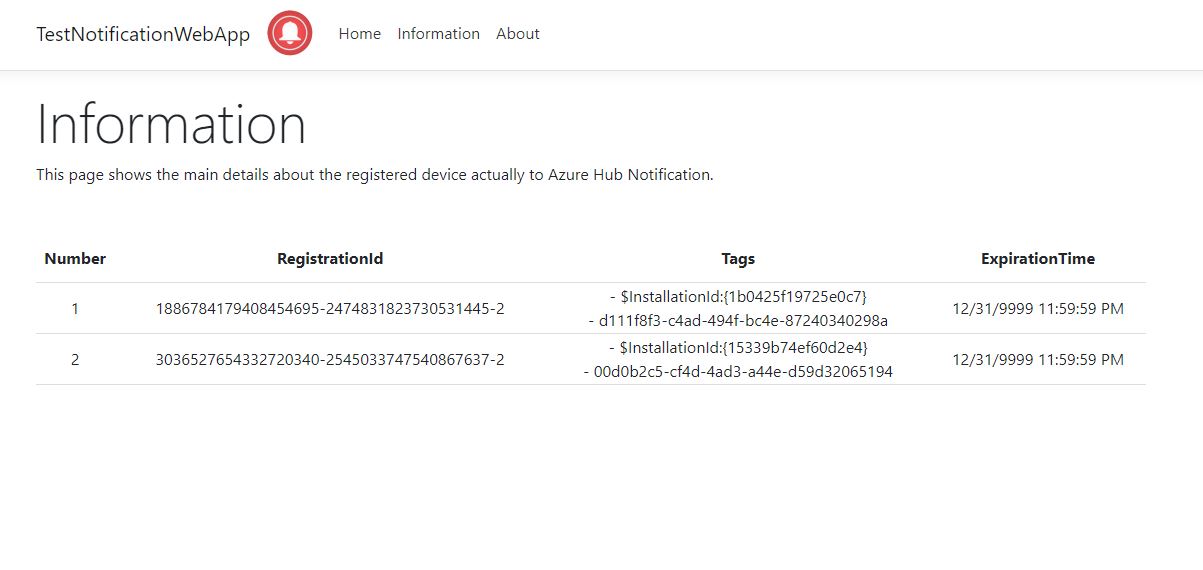 TestNotificationWebApp Home Information About
Information
This page shows the main details about the registered device actually to Azure Hub Notification.
Number RegistrationId Tags ExpirationTime
1 1886784179408454695-2474831823730531445-2 - $InstallationId:{1b0425f19725e0c7} 12/31/9999 11:59:59 PM
- d111f8f3-c4ad-494f-bc4e-87240340298a
2 3036527654332720340-2545033747540867637-2 - $InstallationId:{15339b74ef60d2e4} 12/31/9999 11:59:59 PM
- 00d0b2c5-cf4d-4ad3-a44e-d59d32065194